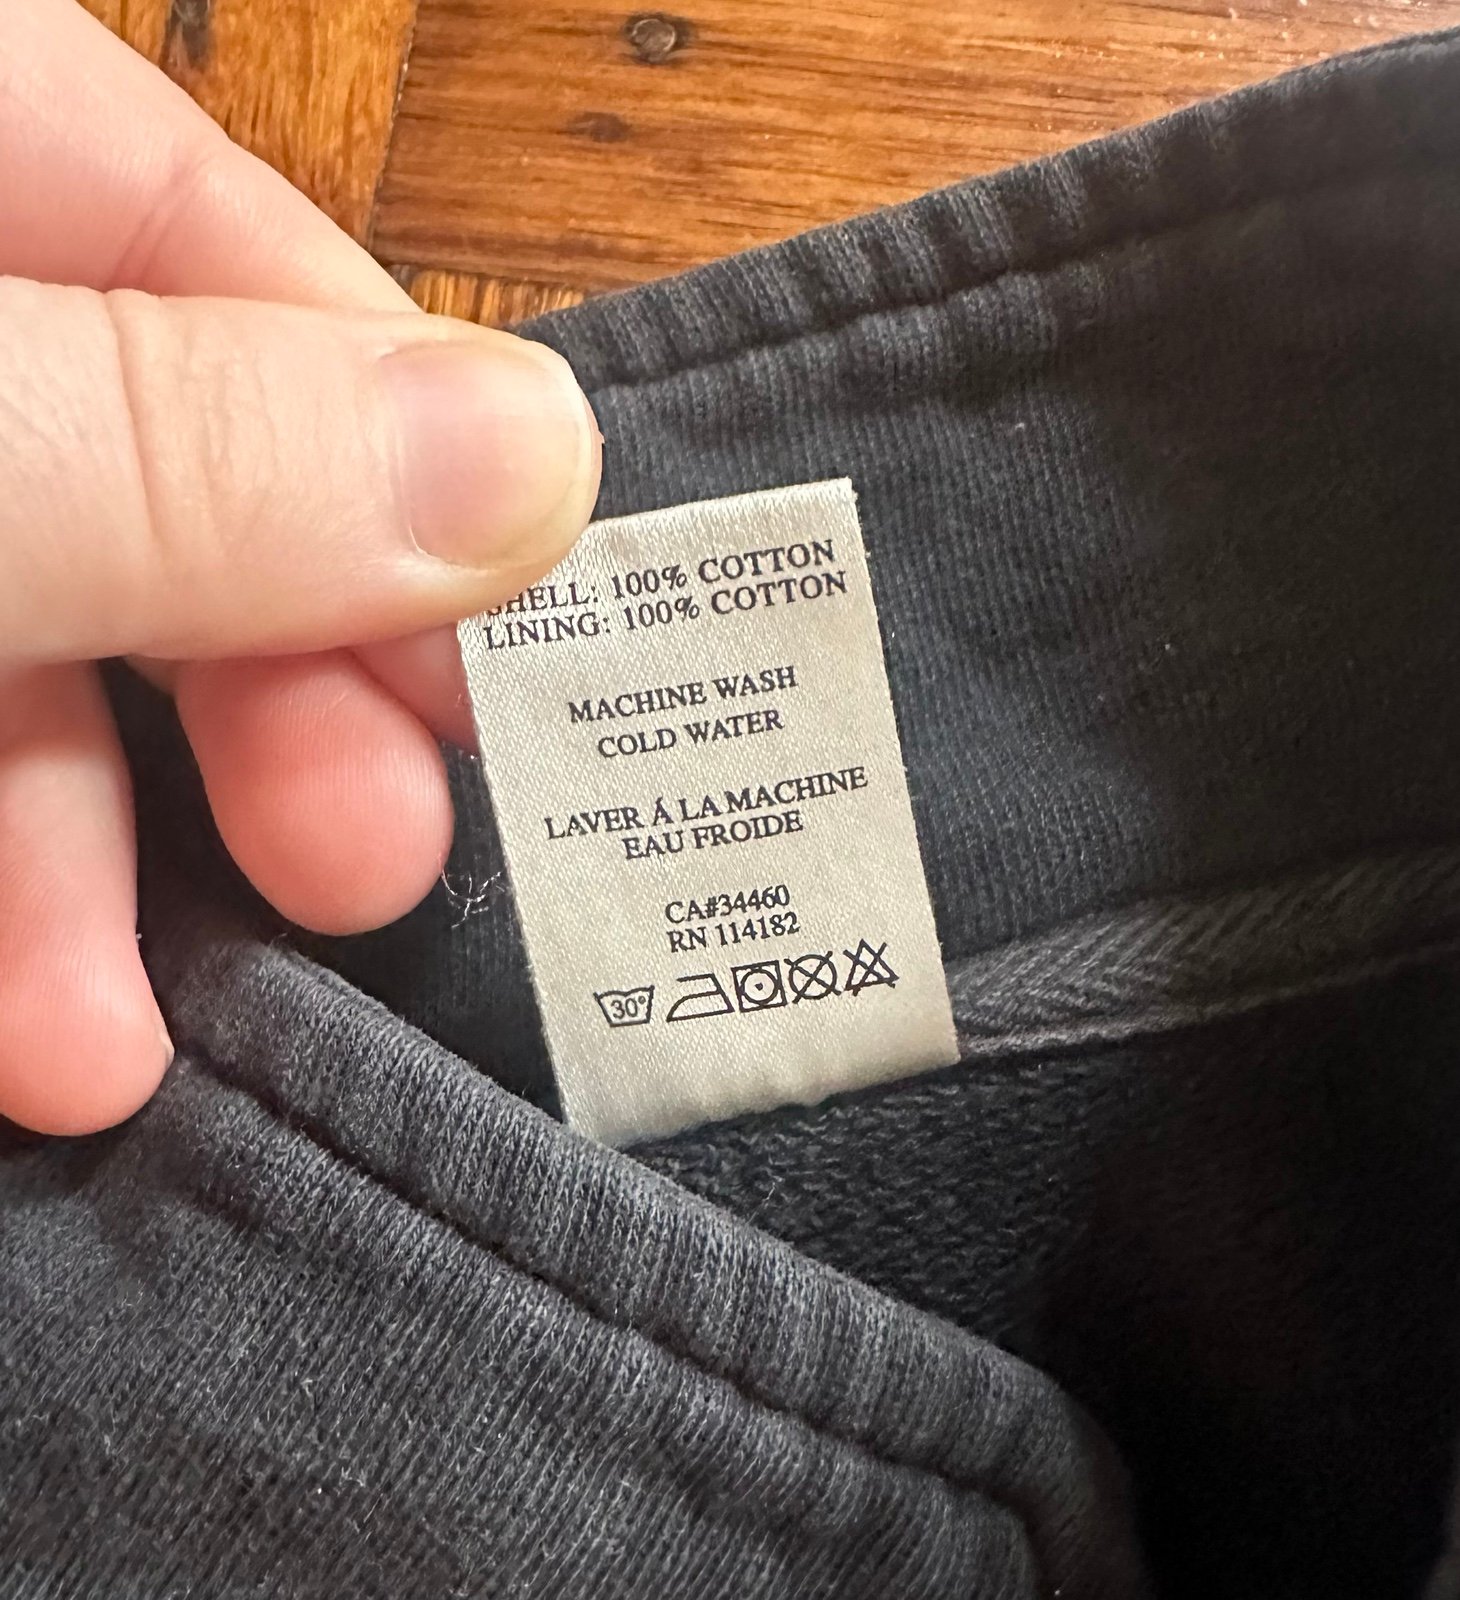 SHELL: 100% COTTON
LINING: 100% COTTON
MACHINE WASH
COLD WATER
LAVER Á LA MACHINE
EAU FROIDE
CA#34460
RN 114182
30°